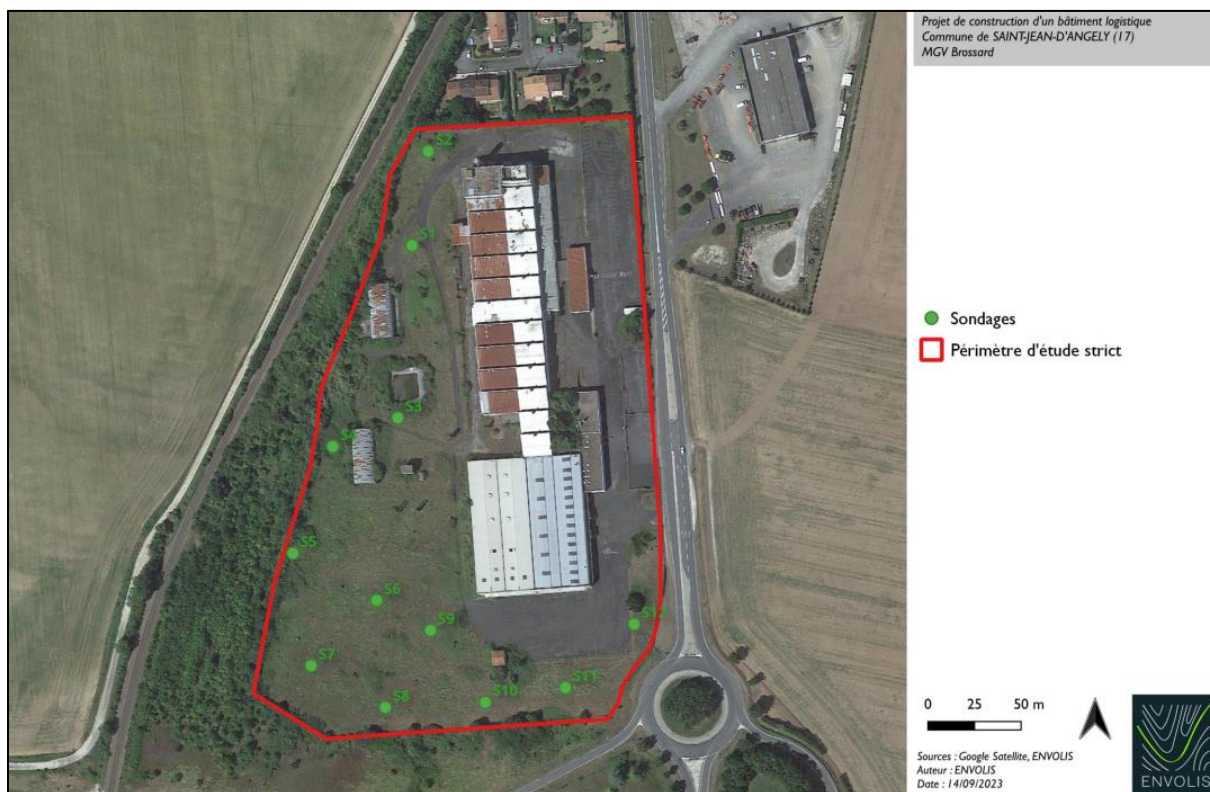 Projet de construction d'un bâtiment logistique
Commune de SAINT-JEAN-D'ANGELY (17)
MGV Brossard
S2
S1
S3
S4
S5
S6
S9
S7
S8
S10
S11
Sondages
Périmètre d'étude strict
0 25 50 m
Sources : Google Satellite, ENVOLIS
Auteur : ENVOLIS
Date : 14/09/2023
ENVOLIS